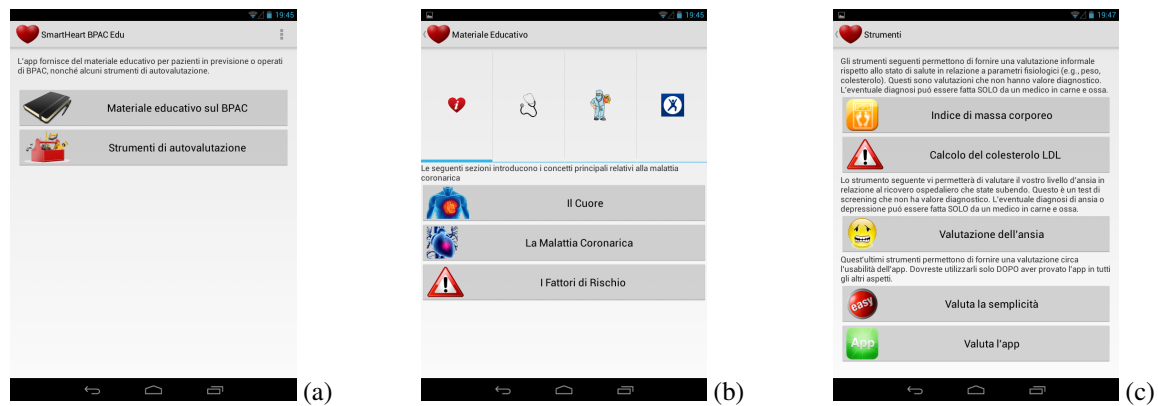 19:45
SmartHeart BPAC Edu
L'app fornisce del materiale educativo per pazienti in previsione o operati
di BPAC, nonché alcuni strumenti di autovalutazione.
Materiale educativo sul BPAC
Strumenti di autovalutazione
(a)
19:45
Materiale Educativo
Le seguenti sezioni introducono i concetti principali relativi alla malattia
coronarica
Il Cuore
La Malattia Coronarica
I Fattori di Rischio
(b)
19:47
Strumenti
Gli strumenti seguenti permettono di fornire una valutazione informale
rispetto allo stato di salute in relazione a parametri fisiologici (e.g., peso,
colesterolo). Questi sono valutazioni che non hanno valore diagnostico.
L'eventuale diagnosi puó essere fatta SOLO da un medico in carne e ossa.
Indice di massa corporeo
Calcolo del colesterolo LDL
Lo strumento seguente vi permetterà di valutare il vostro livello d'ansia in
relazione al ricovero ospedaliero che state subendo. Questo è un test di
screening che non ha valore diagnostico. L'eventuale diagnosi di ansia o
depressione puó essere fatta SOLO da un medico in carne e ossa.
Valutazione dell'ansia
Quest'ultimi strumenti permettono di fornire una valutazione circa
l'usabilità dell'app. Dovreste utilizzarli solo DOPO aver provato l'app in tutti
gli altri aspetti.
easy
Valuta la semplicità
App
Valuta l'app
(c)